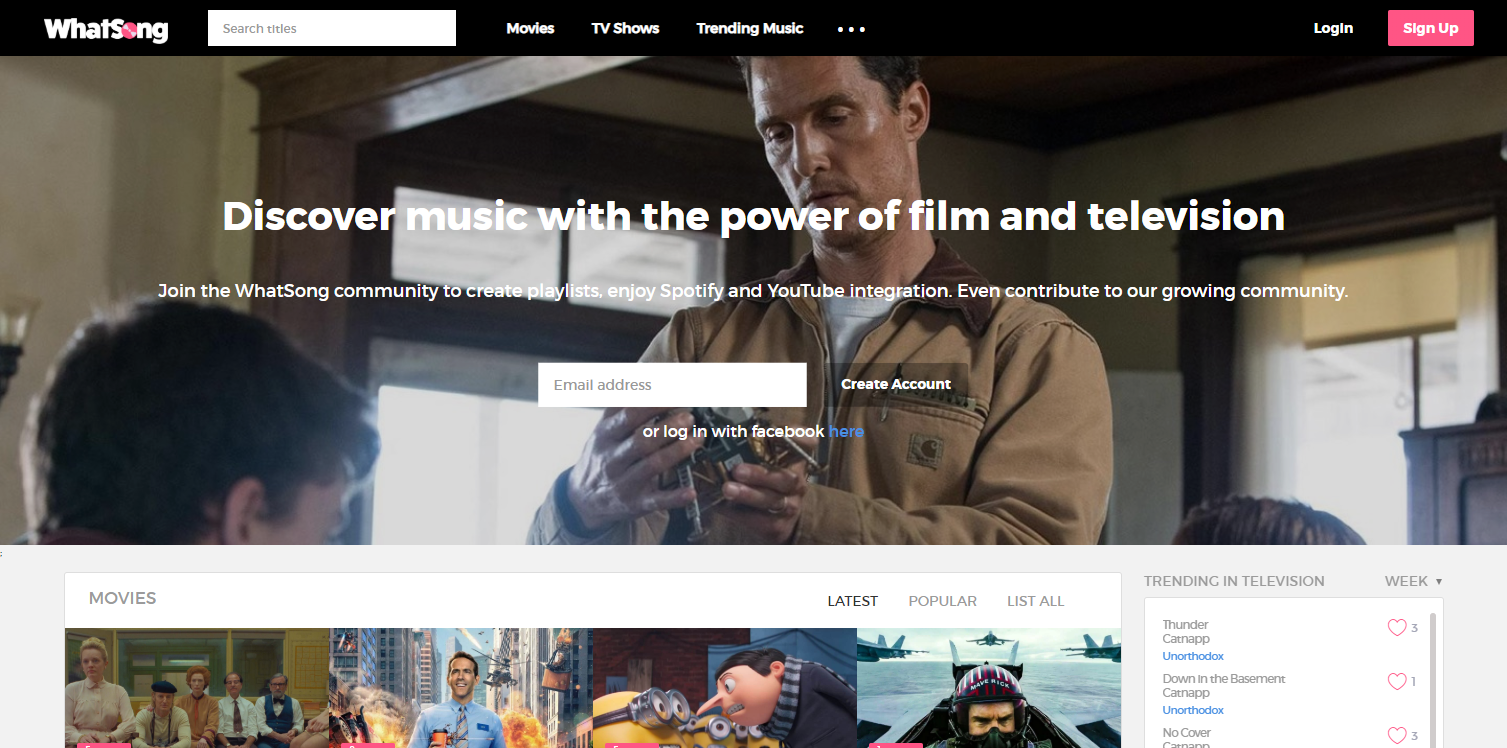 WhatSong
Search titles
Movies
TV Shows
Trending Music
Login
Sign Up
Discover music with the power of film and television
Join the WhatSong community to create playlists, enjoy Spotify and YouTube integration. Even contribute to our growing community.
Email address
Create Account
or log in with facebook here
;
MOVIES
LATEST
POPULAR
LIST ALL
MAVERICK
TRENDING IN TELEVISION
WEEK ▼
Thunder
3
Catnapp
Unorthodox
Down In the Basement
1
Catnapp
Unorthodox
No Cover
3
Catnapp